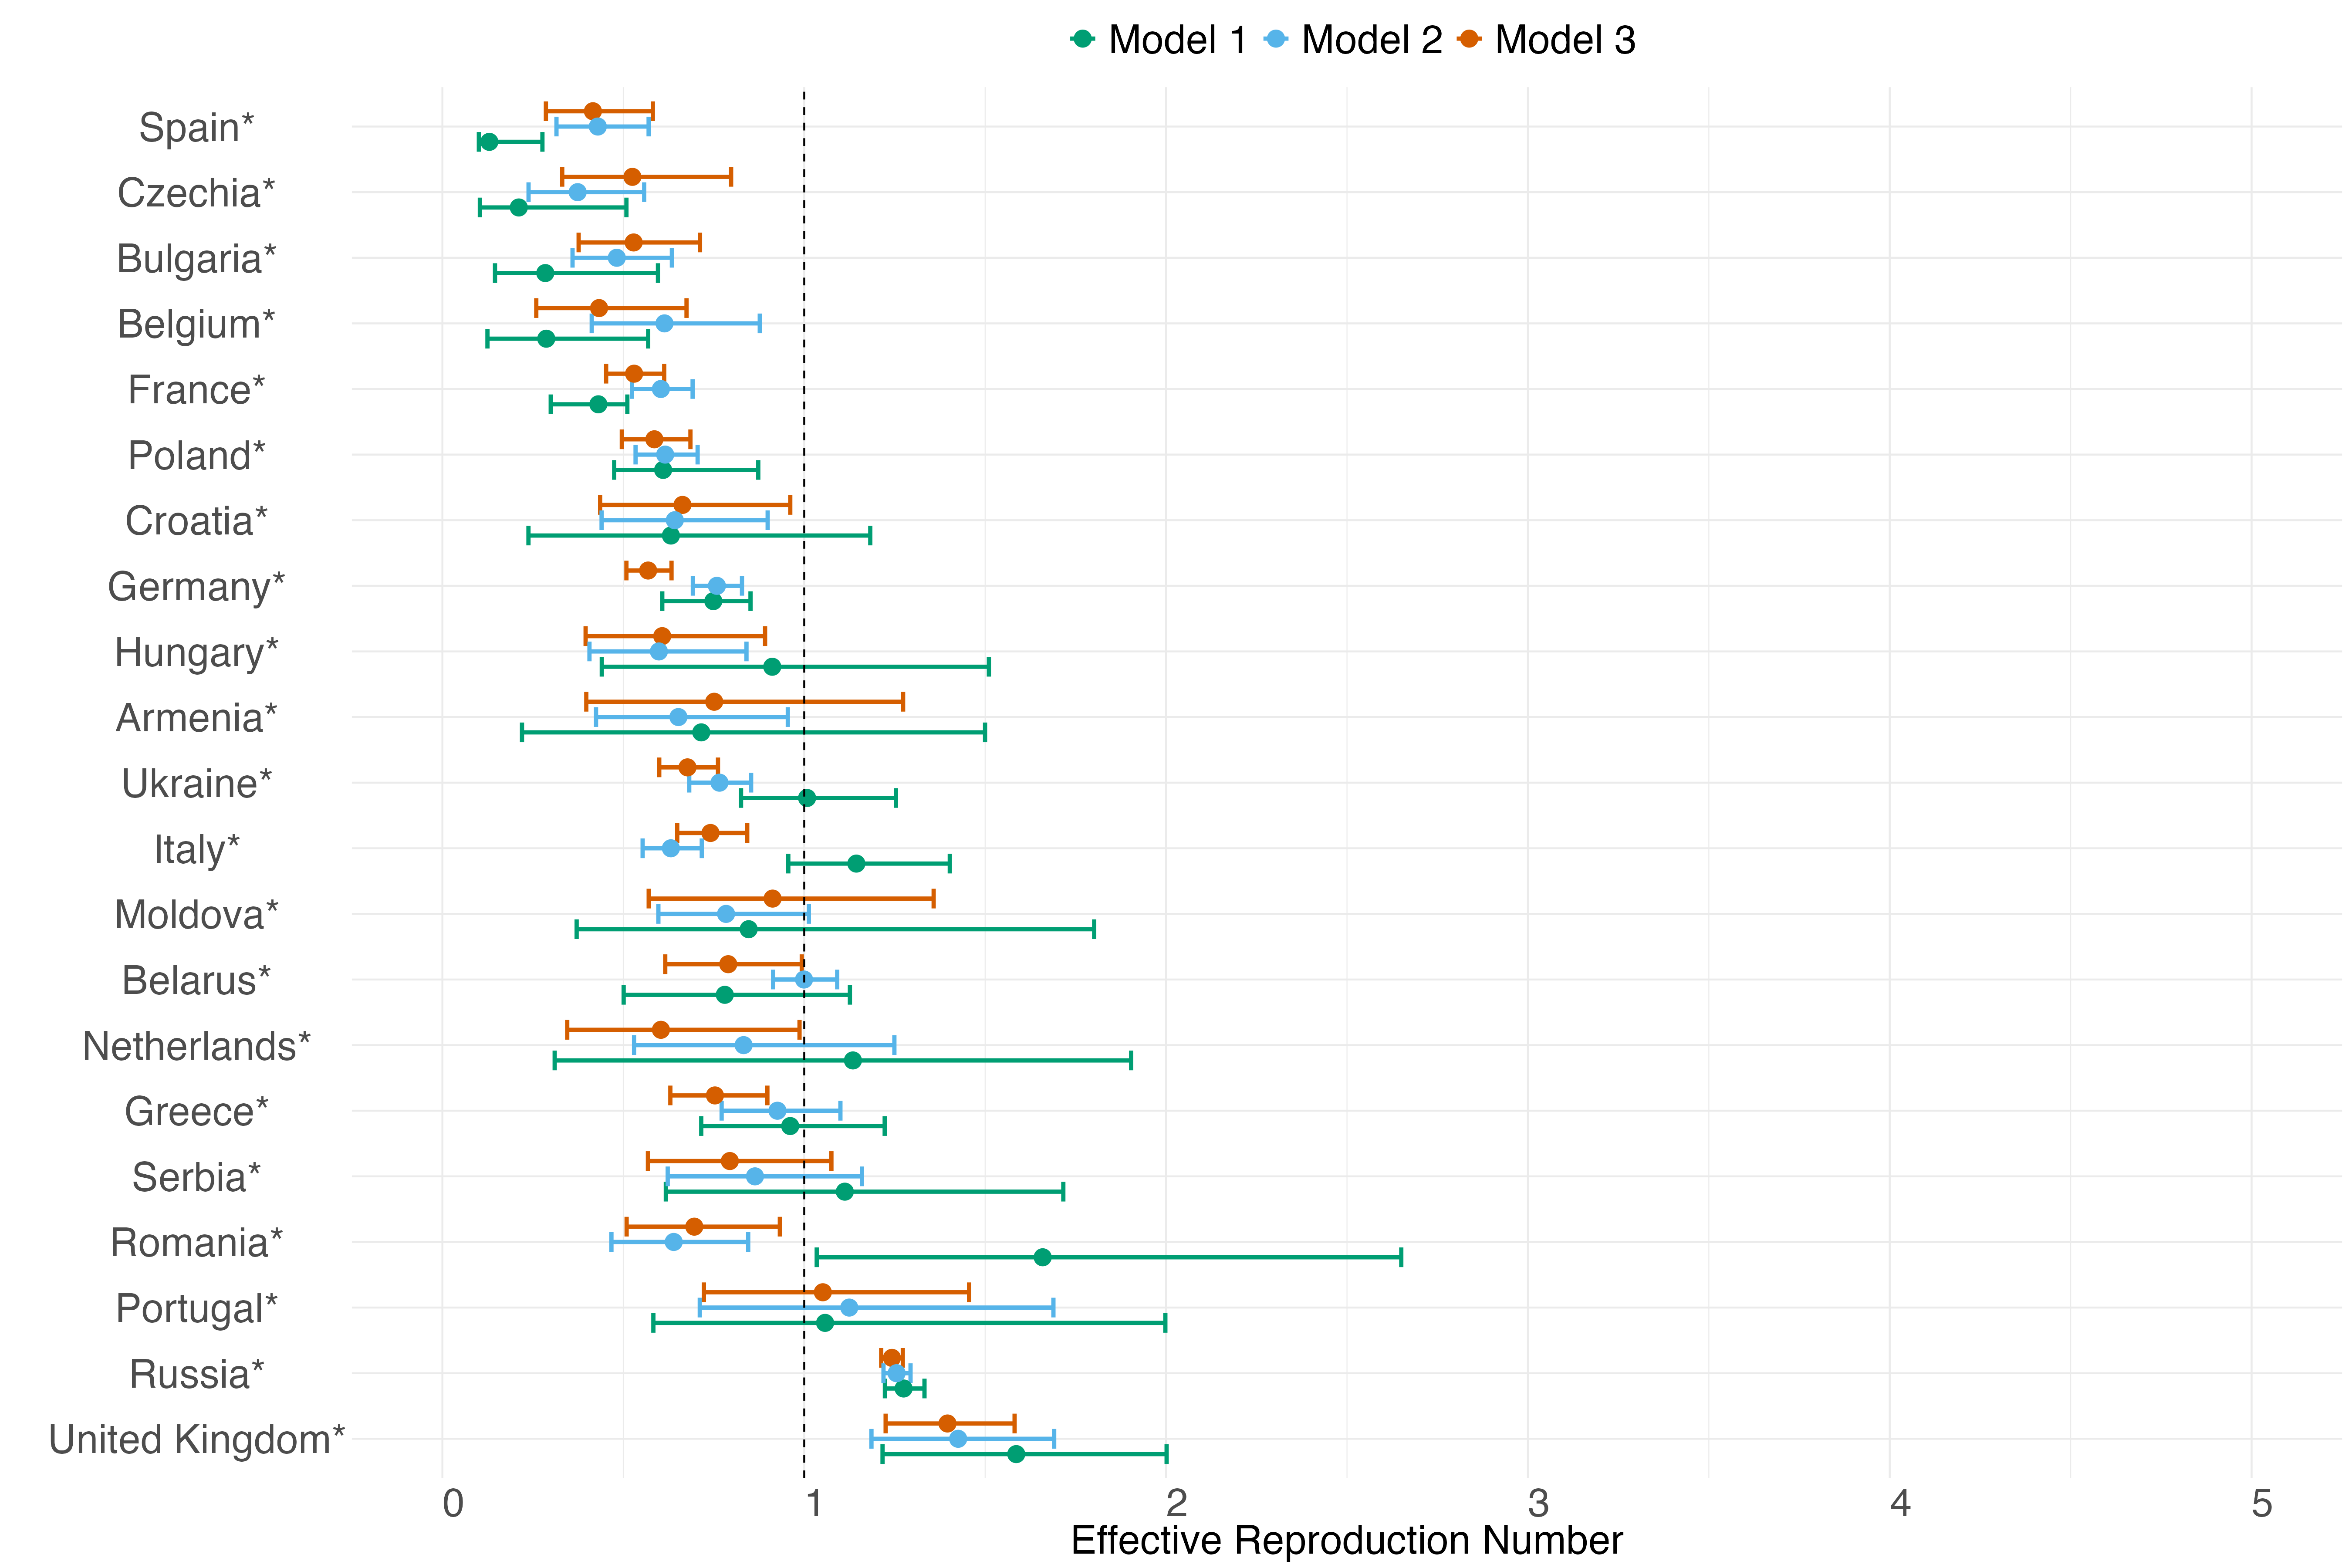 Model 1 Model 2 Model 3
Spain*
Czechia*
Bulgaria*
Belgium*
France*
Poland*
Croatia*
Germany*
Hungary*
Armenia*
Ukraine*
Italy*
Moldova*
Belarus*
Netherlands*
Greece*
Serbia*
Romania*
Portugal*
Russia*
United Kingdom*
0 1 2 3 4 5
Effective Reproduction Number